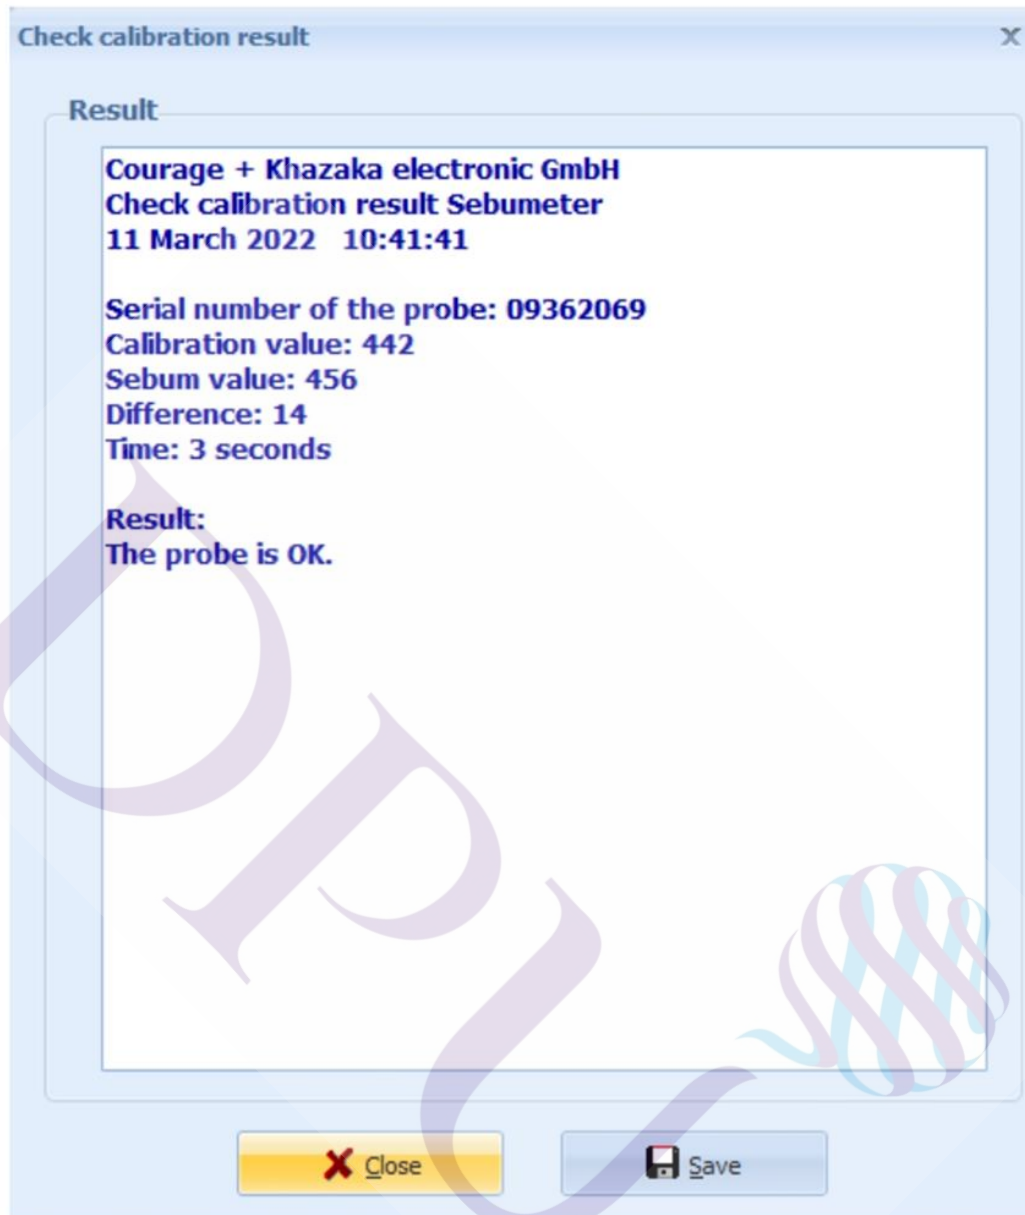 Check calibration result
x
Result
Courage + Khazaka electronic GmbH
Check calibration result Sebumeter
11 March 2022   10:41:41
Serial number of the probe: 09362069
Calibration value: 442
Sebum value: 456
Difference: 14
Time: 3 seconds
Result:
The probe is OK.
DPU
Close
Save